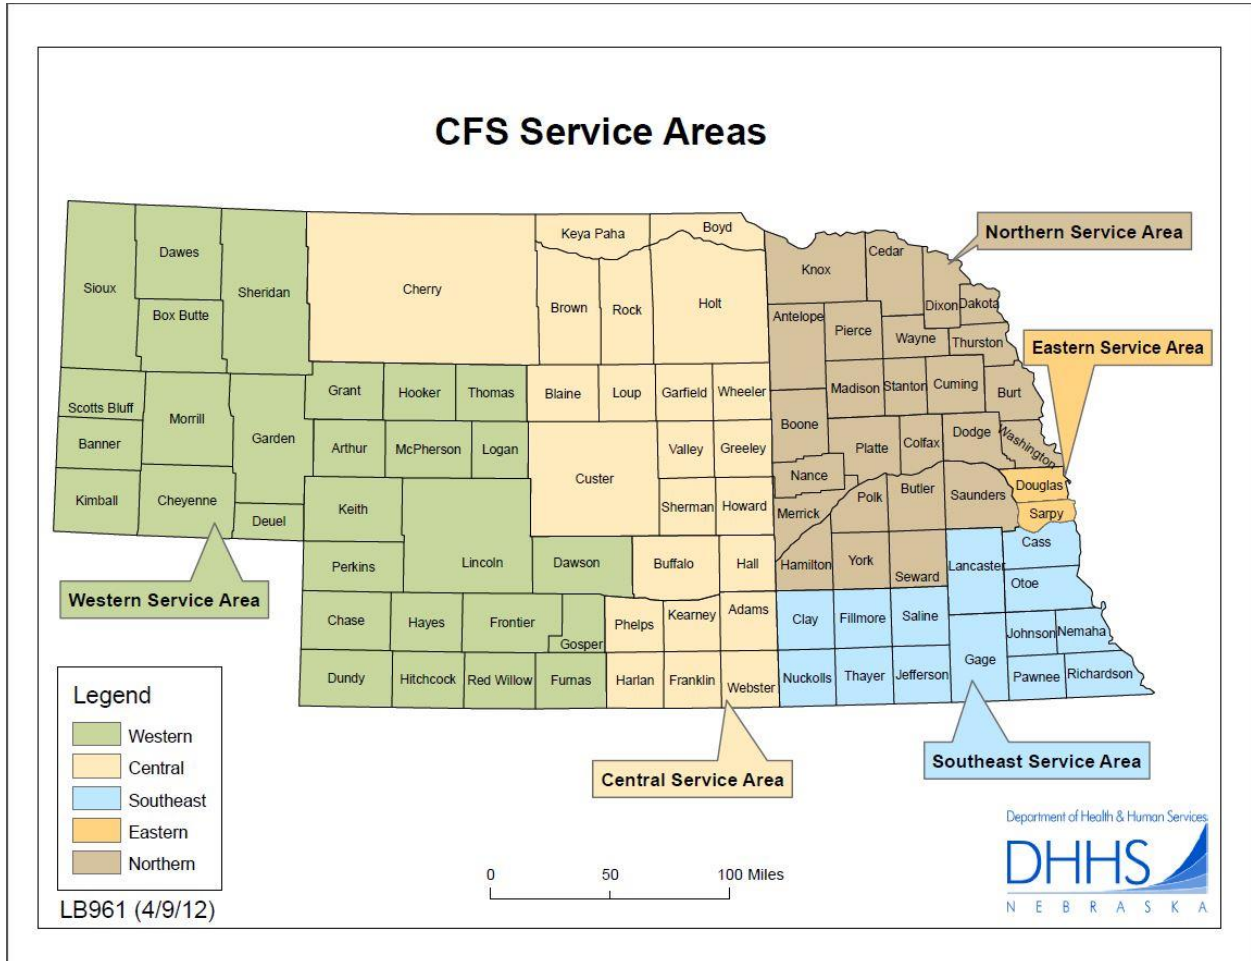 CFS Service Areas
Keya Paha
Boyd
Northern Service Area
Dawes
Cedar
Knox
Sioux
Sheridan
Cherry
Brown
Rock
Holt
Dixon
Dakota
Box Butte
Antelope
Pierce
Wayne
Thurston
Eastern Service Area
Grant
Hooker
Thomas
Blaine
Loup
Garfield
Wheeler
Madison
Stanton
Cuming
Burt
Scotts Bluff
Morrill
Garden
Banner
Arthur
McPherson
Logan
Valley
Greeley
Boone
Platte
Colfax
Dodge
Washington
Custer
Nance
Kimball
Cheyenne
Deuel
Keith
Sherman
Howard
Merrick
Polk
Butler
Saunders
Douglas
Sarpy
Perkins
Lincoln
Dawson
Buffalo
Hall
Hamilton
York
Seward
Lancaster
Cass
Otoe
Western Service Area
Chase
Hayes
Frontier
Gosper
Phelps
Kearney
Adams
Clay
Fillmore
Saline
Johnson
Nemaha
Dundy
Hitchcock
Red Willow
Furnas
Harlan
Franklin
Webster
Nuckolls
Thayer
Jefferson
Gage
Pawnee
Richardson
Southeast Service Area
Central Service Area
Legend
Western
Central
Southeast
Eastern
Northern
LB961 (4/9/12)
0 50 100 Miles
Department of Health & Human Services
DHHS
NEBRASKA